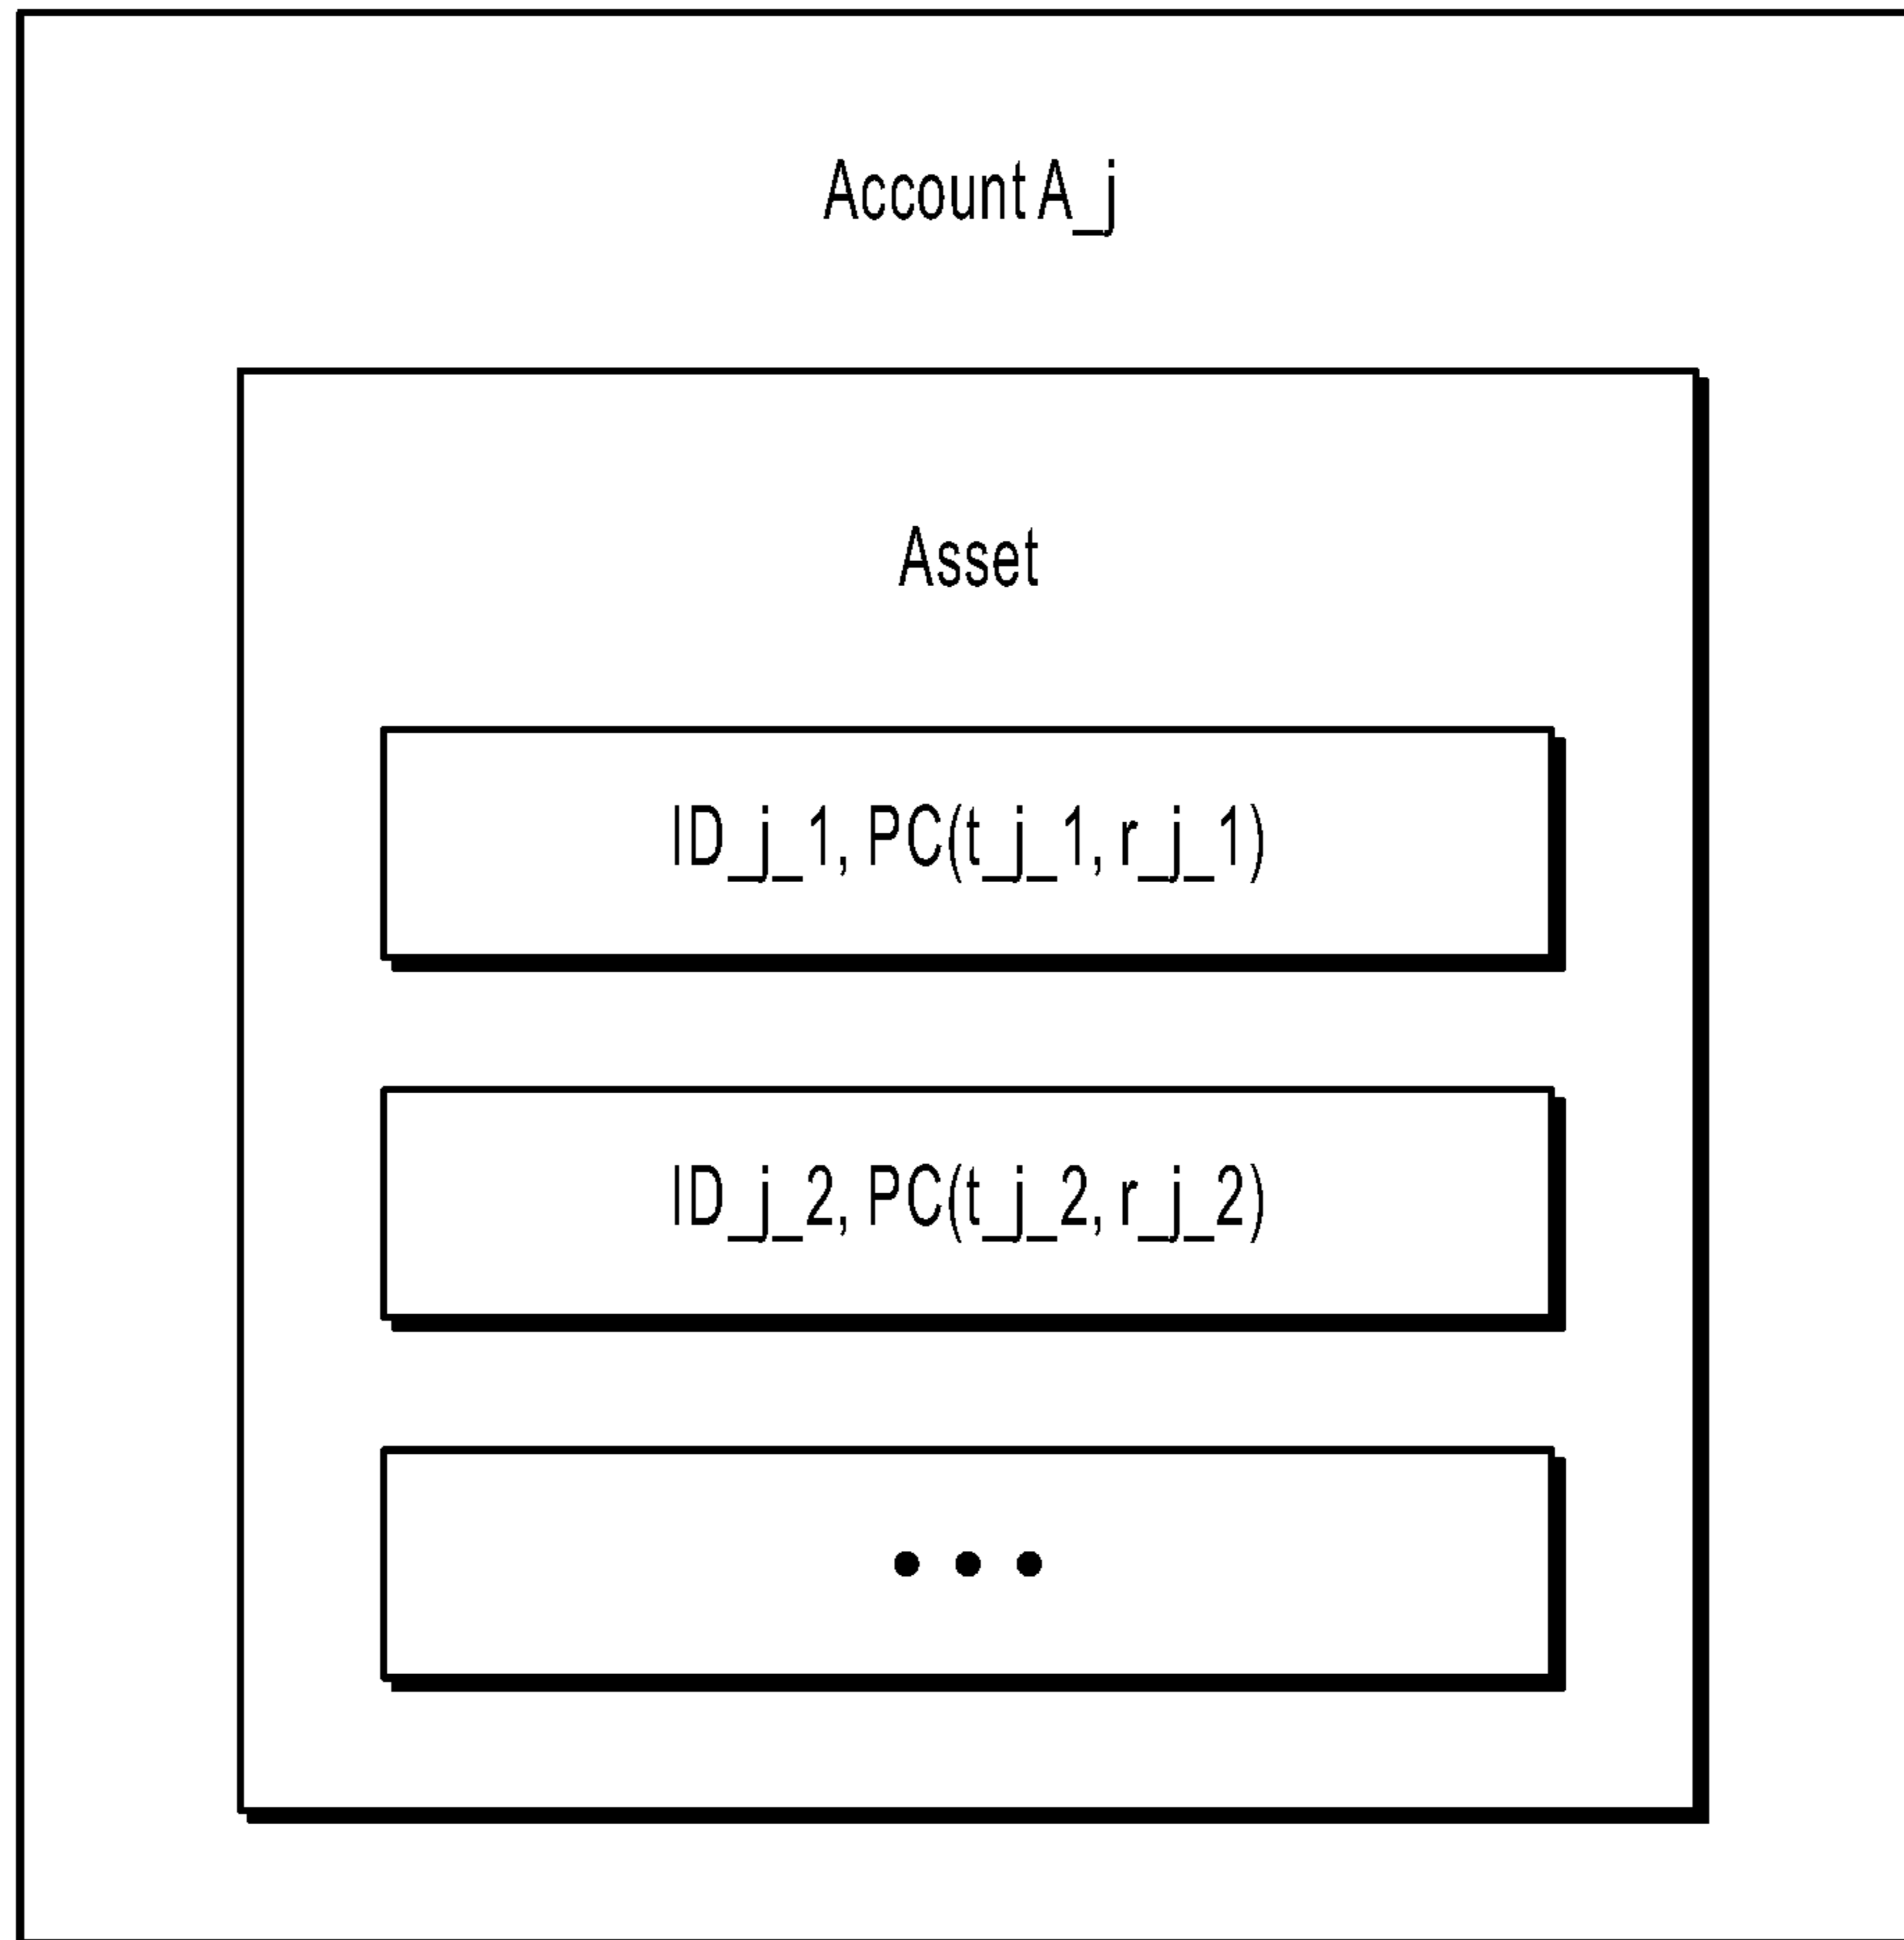 Account A_j
Asset
ID_j_1, PC(t_j_1, r_j_1)
ID_j_2, PC(t_j_2, r_j_2)
• • •